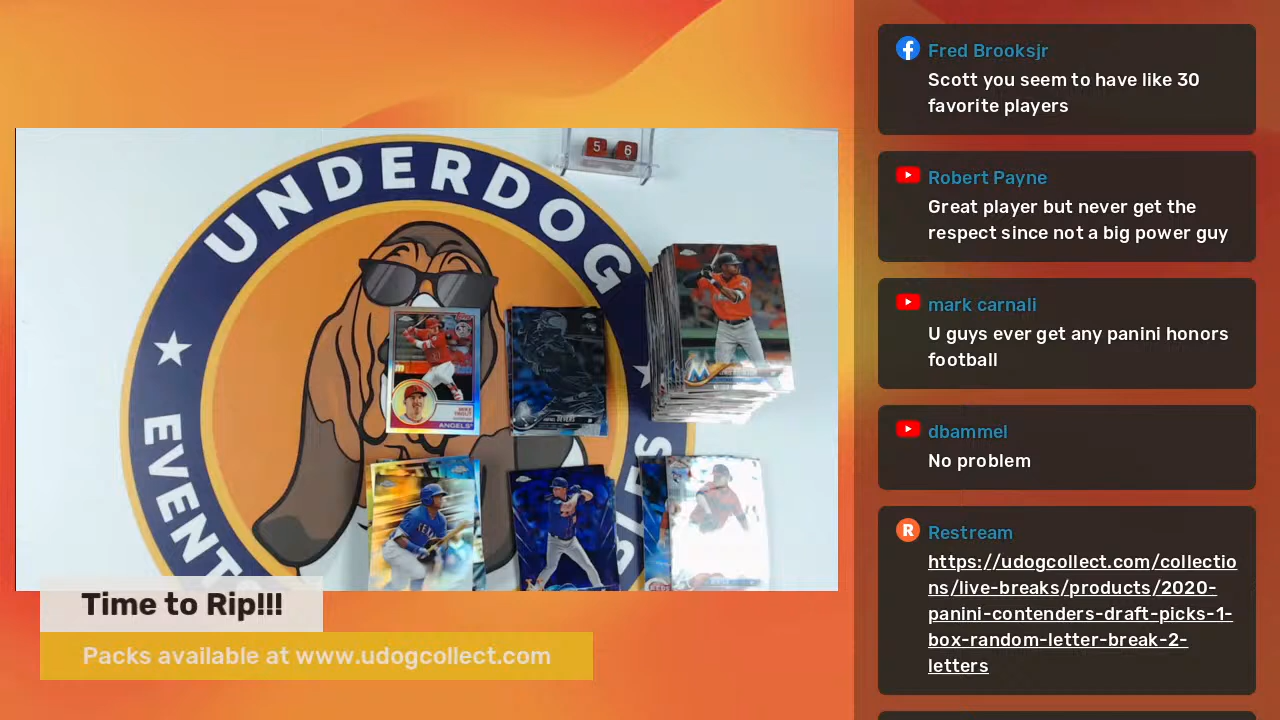 UNDERDOG
EVENTS
5 6
MIKE
TROUT
ANGELS
Time to Rip!!!
Packs available at www.udogcollect.com
Fred Brooksjr
Scott you seem to have like 30
favorite players
Robert Payne
Great player but never get the
respect since not a big power guy
mark carnali
U guys ever get any panini honors
football
dbammel
No problem
Restream
https://udogcollect.com/collectio
ns/live-breaks/products/2020-
panini-contenders-draft-picks-1-
box-random-letter-break-2-
letters